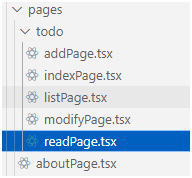 pages
todo
addPage.tsx
indexPage.tsx
listPage.tsx
modifyPage.tsx
readPage.tsx
aboutPage.tsx